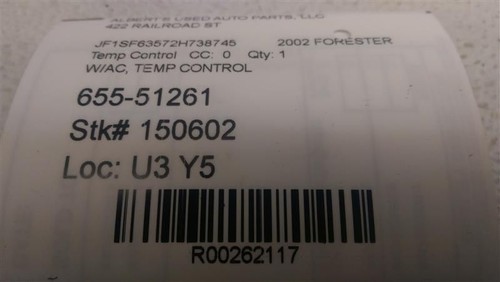 ALBERT'S USED AUTO PARTS, LLC
422 RAILROAD ST
JF1SF63572H738745 2002 FORESTER
Temp Control CC: 0 Qty: 1
W/AC, TEMP CONTROL
655-51261
Stk# 150602
Loc: U3 Y5
R00262117